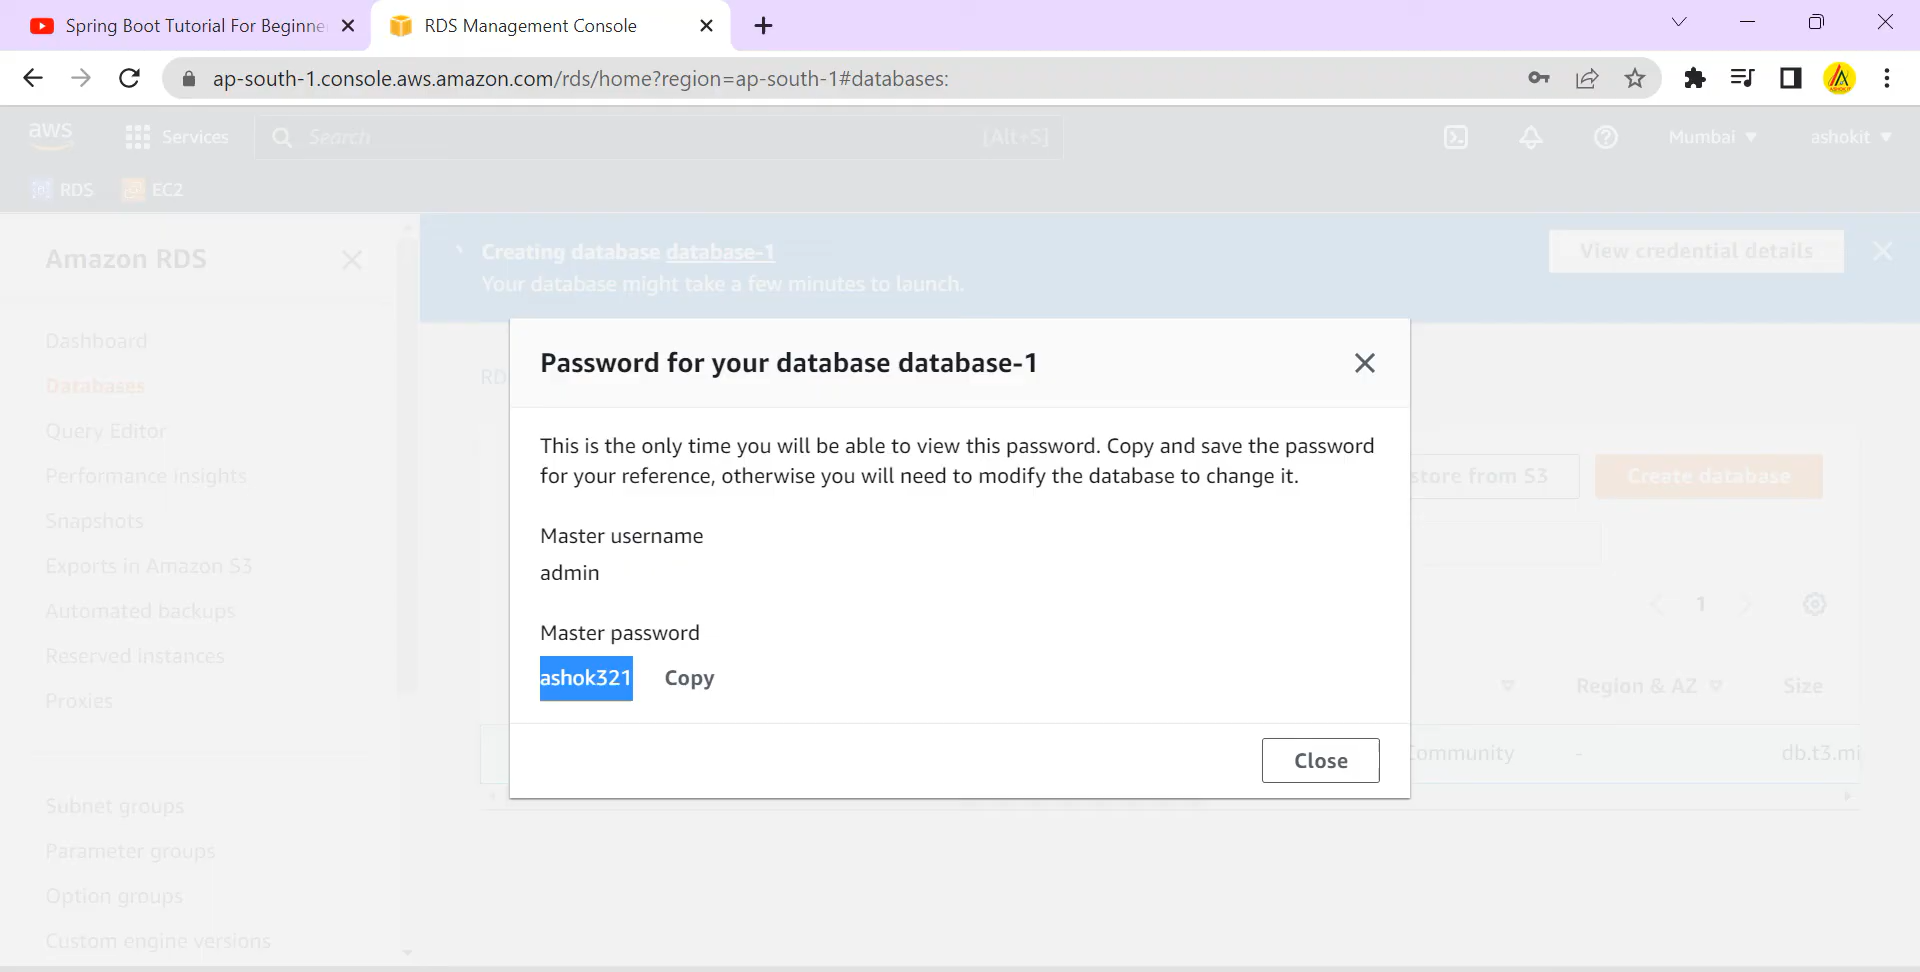 Spring Boot Tutorial For Beginne
RDS Management Console
ap-south-1.console.aws.amazon.com/rds/home?region=ap-south-1#databases:
aws
Services
Search
[Alt+S]
Mumbai
ashokit
RDS
EC2
Amazon RDS
Dashboard
Databases
Query Editor
Performance insights
Snapshots
Exports in Amazon S3
Automated backups
Reserved instances
Proxies
Subnet groups
Parameter groups
Option groups
Custom engine versions
Creating database database-1
Your database might take a few minutes to launch.
View credential details
RD
store from S3
Create database
1
Region & AZ
Size
Community
-
db.t3.mi
Password for your database database-1
This is the only time you will be able to view this password. Copy and save the password
for your reference, otherwise you will need to modify the database to change it.
Master username
admin
Master password
ashok321
Copy
Close